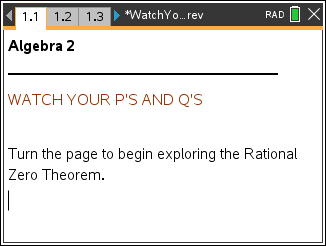 1.1 1.2 1.3 *WatchYo…rev RAD
Algebra 2
WATCH YOUR P'S AND Q'S
Turn the page to begin exploring the Rational
Zero Theorem.